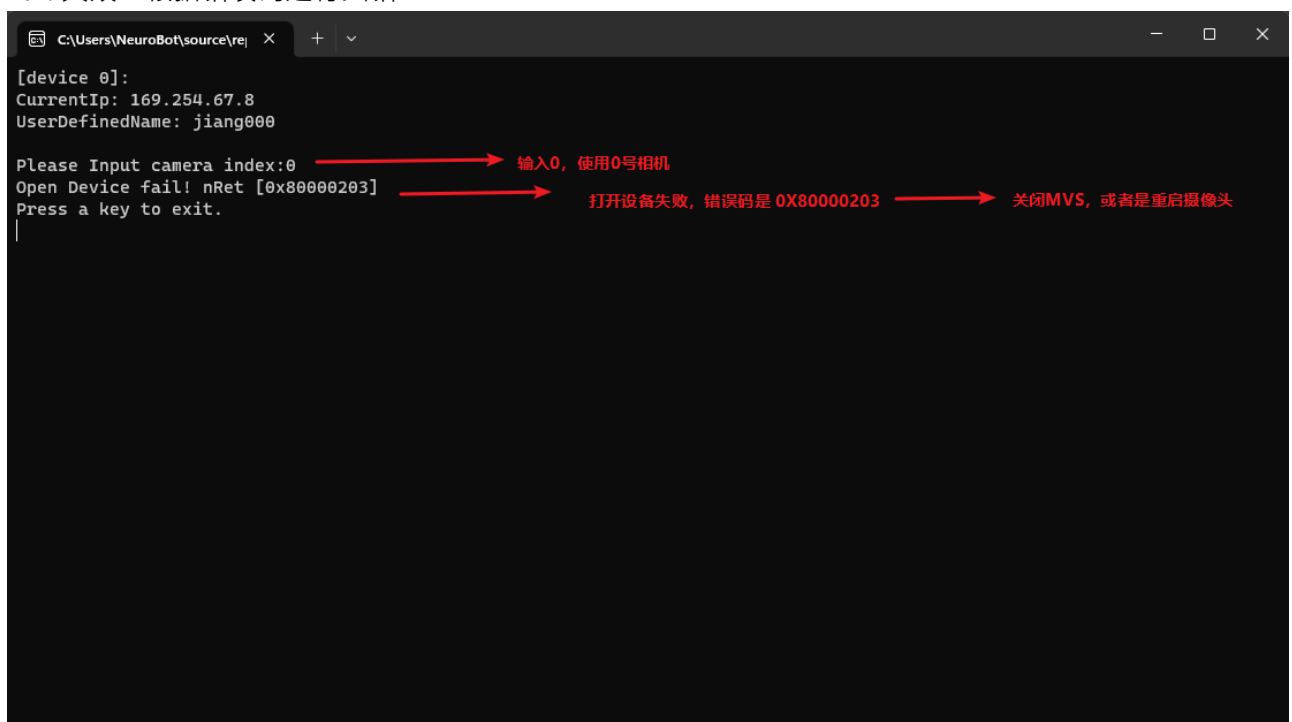 C:\Users\NeuroBot\source\re
[device 0]:
CurrentIp: 169.254.67.8
UserDefinedName: jiang000
Please Input camera index:0
输入0，使用0号相机
Open Device fail! nRet [0x80000203]
打开设备失败，错误码是 0X80000203
关闭MVS，或者是重启摄像头
Press a key to exit.